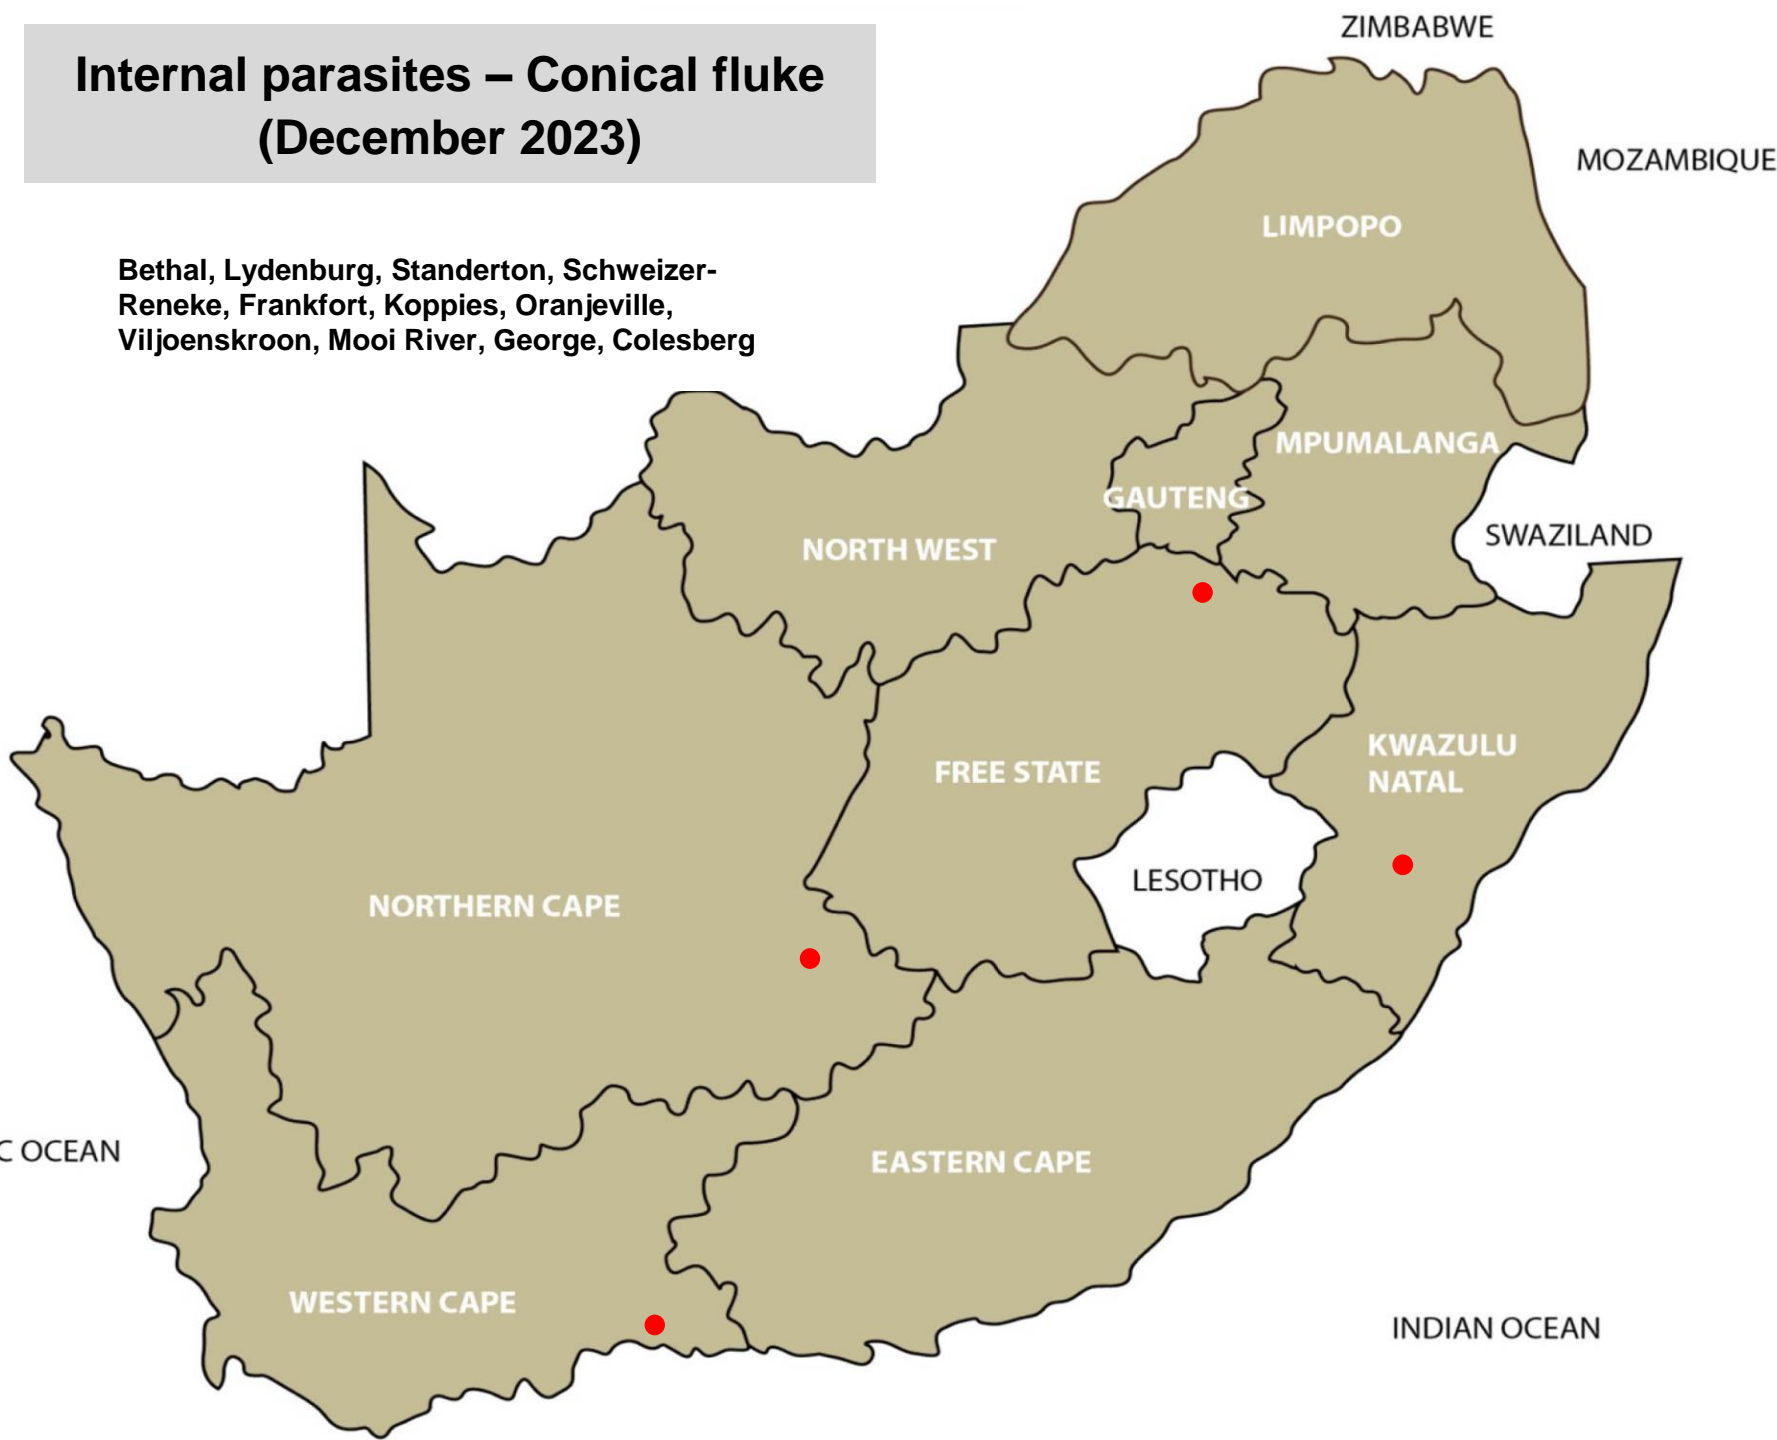 Internal parasites – Conical fluke
(December 2023)
Bethal, Lydenburg, Standerton, Schweizer-
Reneke, Frankfort, Koppies, Oranjeville,
Viljoenskroon, Mooi River, George, Colesberg
ZIMBABWE
MOZAMBIQUE
LIMPOPO
MPUMALANGA
GAUTENG
SWAZILAND
NORTH WEST
KWAZULU
NATAL
FREE STATE
LESOTHO
NORTHERN CAPE
C OCEAN
EASTERN CAPE
WESTERN CAPE
INDIAN OCEAN